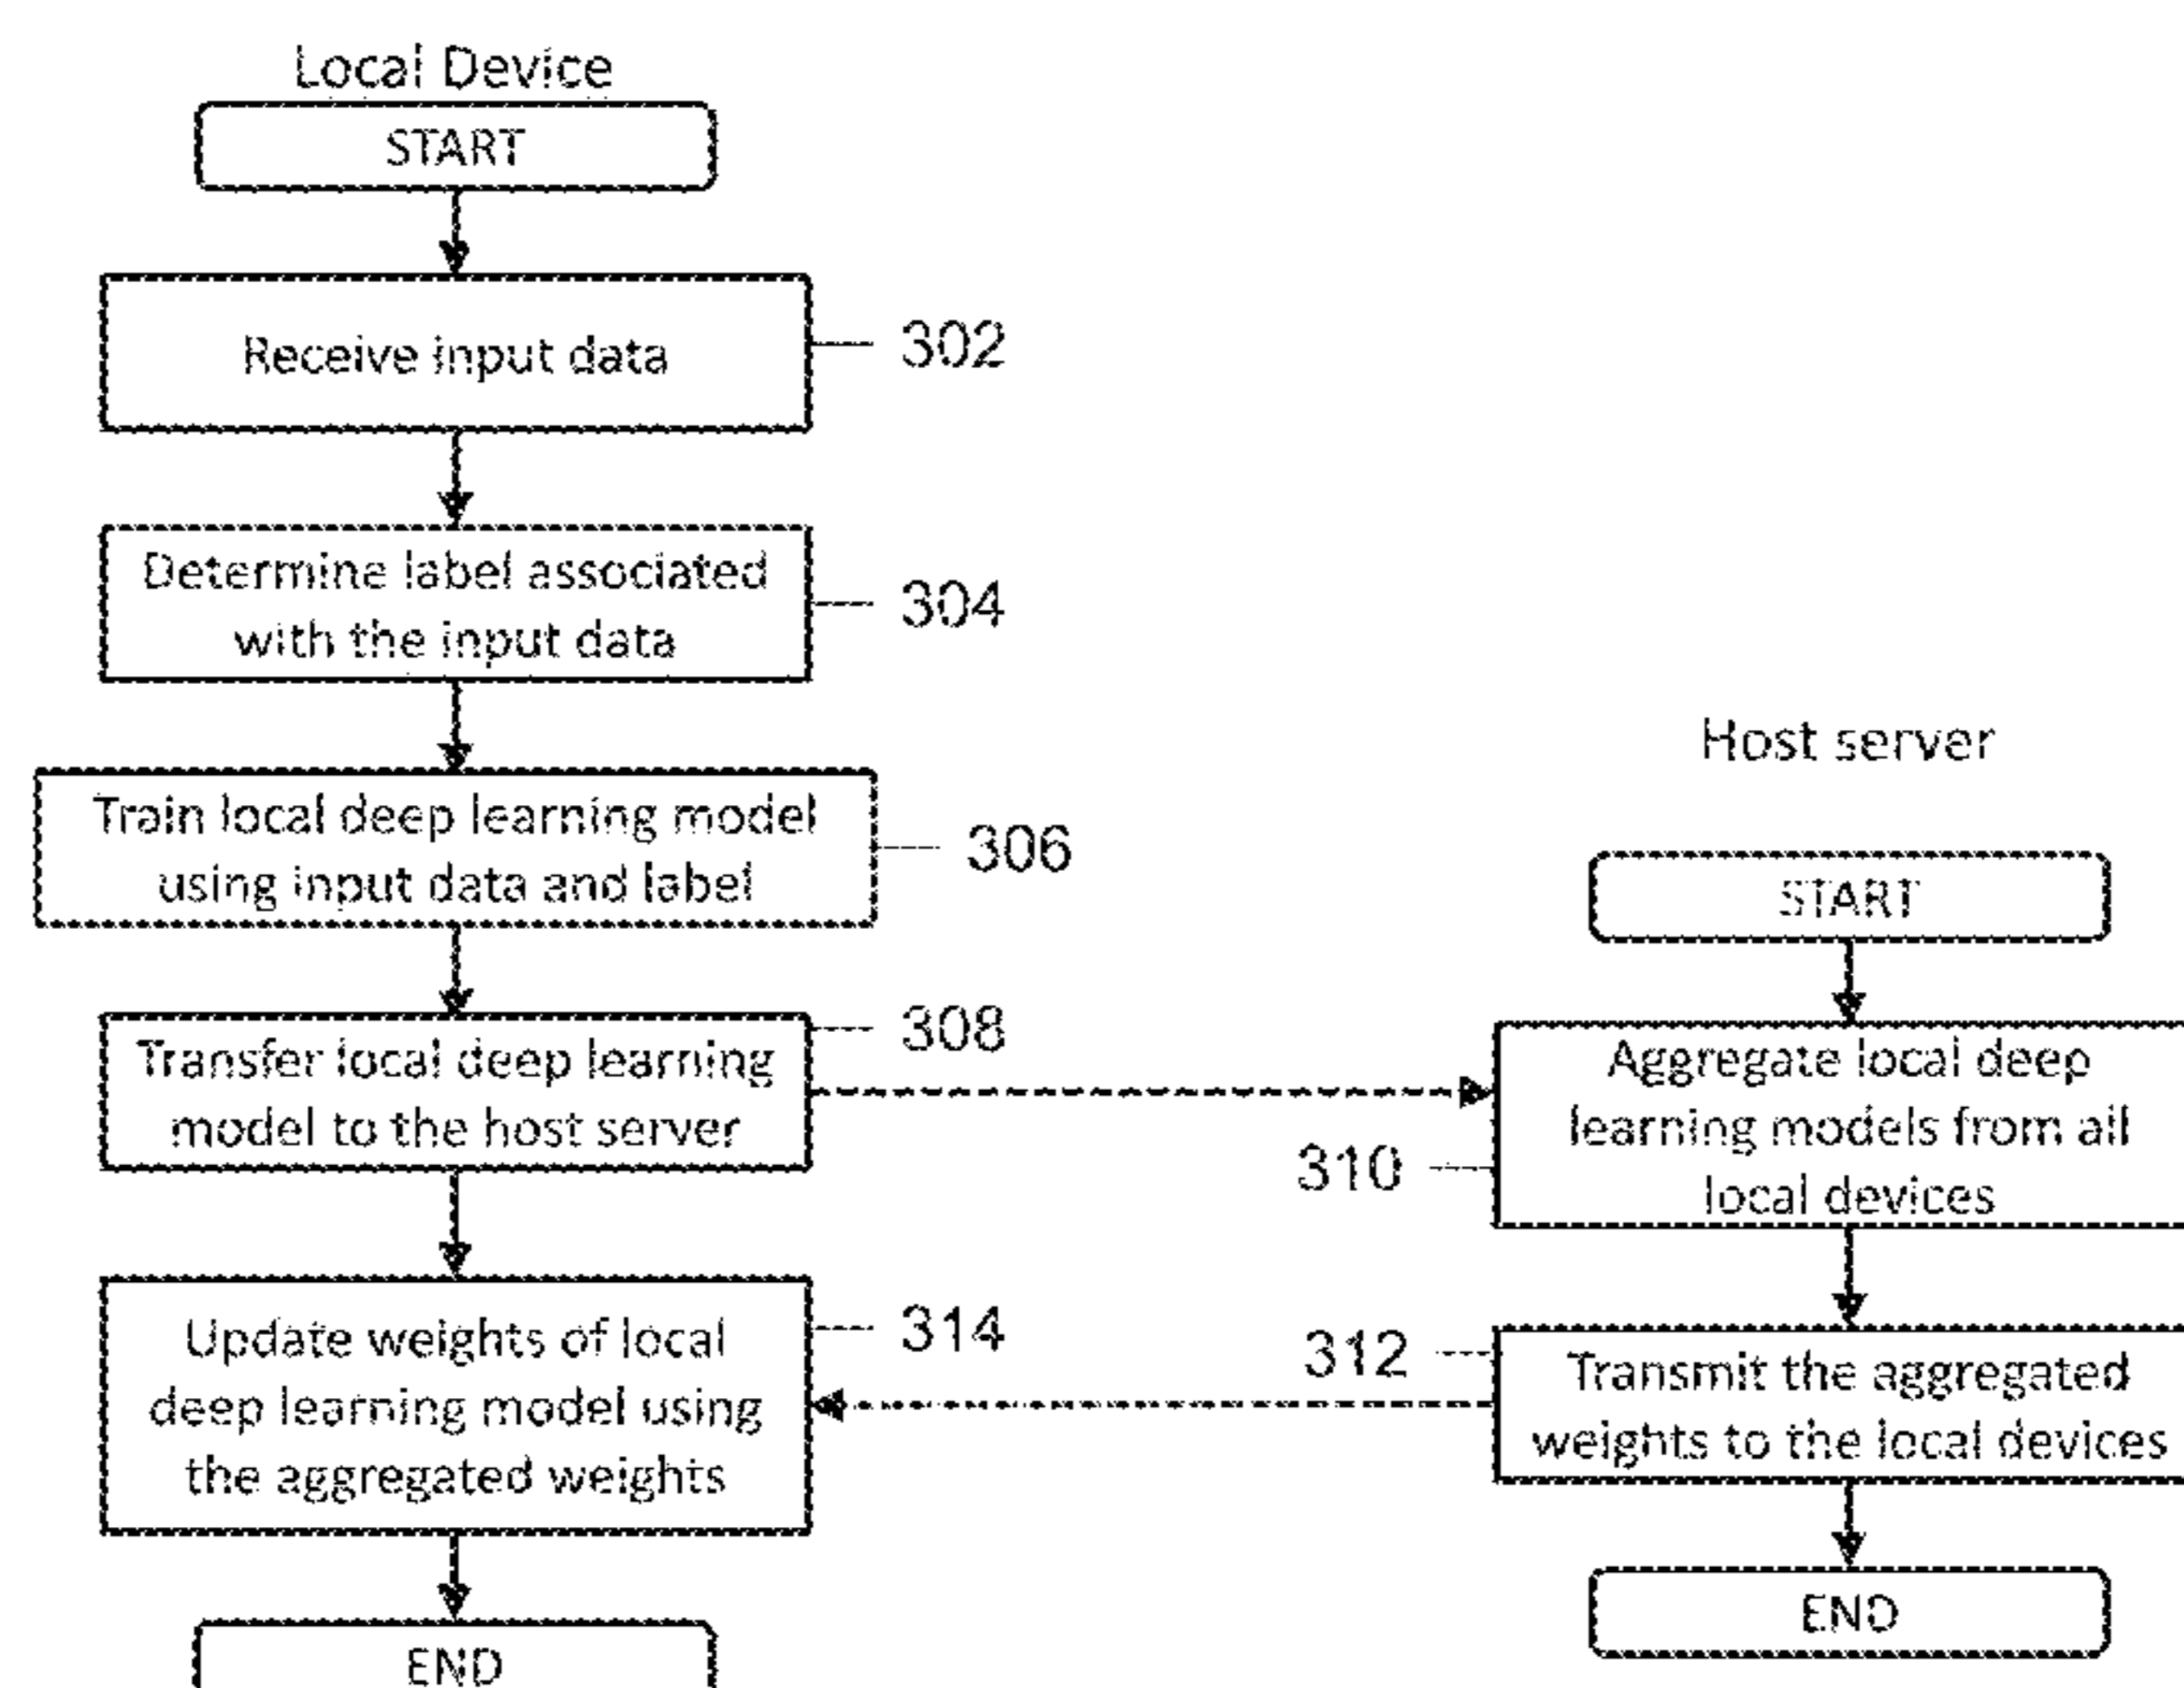 Local Device
START
Receive input data
302
Determine label associated
with the input data
304
Train local deep learning model
using input data and label
306
Transfer local deep learning
model to the host server
308
Update weights of local
deep learning model using
the aggregated weights
314
END
Host server
START
Aggregate local deep
learning models from all
local devices
310
Transmit the aggregated
weights to the local devices
312
END